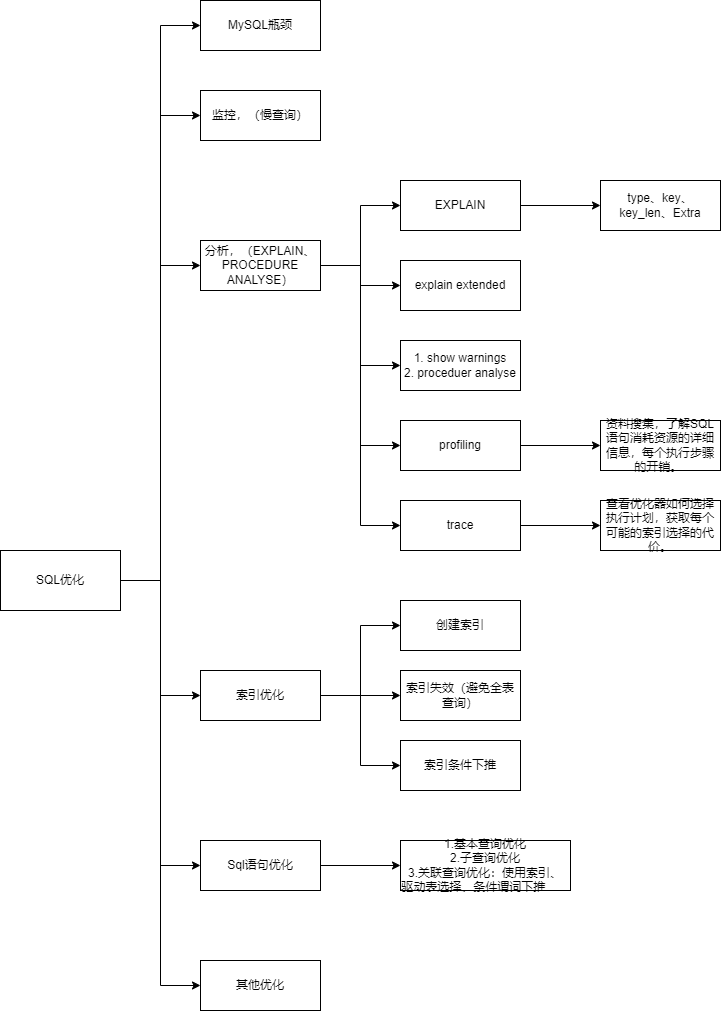 MySQL瓶颈
监控，（慢查询）
EXPLAIN
type、key、
key_len、Extra
分析，（EXPLAIN、
PROCEDURE
ANALYSE）
explain extended
1. show warnings
2. proceduer analyse
profiling
资料搜集，了解SQL
语句消耗资源的详细
信息，每个执行步骤
的开销。
trace
查看优化器如何选择
执行计划，获取每个
可能的索引选择的代
价。
SQL优化
创建索引
索引优化
索引失效（避免全表
查询）
索引条件下推
Sql语句优化
1.基本查询优化
2.子查询优化
3.关联查询优化：使用索引、
驱动表选择、条件谓词下推
其他优化